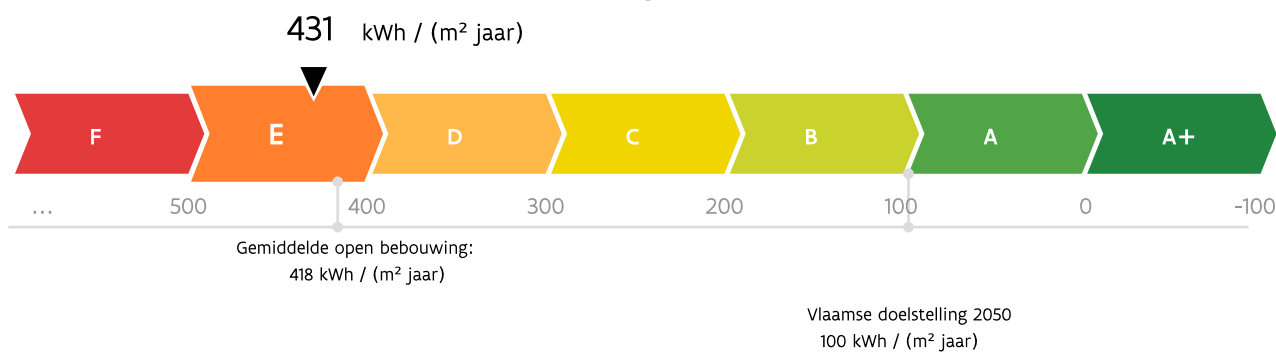 431 kWh / (m² jaar)
F E D C B A A+
... 500 400 300 200 100 0 -100
Gemiddelde open bebouwing:
418 kWh / (m² jaar)
Vlaamse doelstelling 2050
100 kWh / (m² jaar)